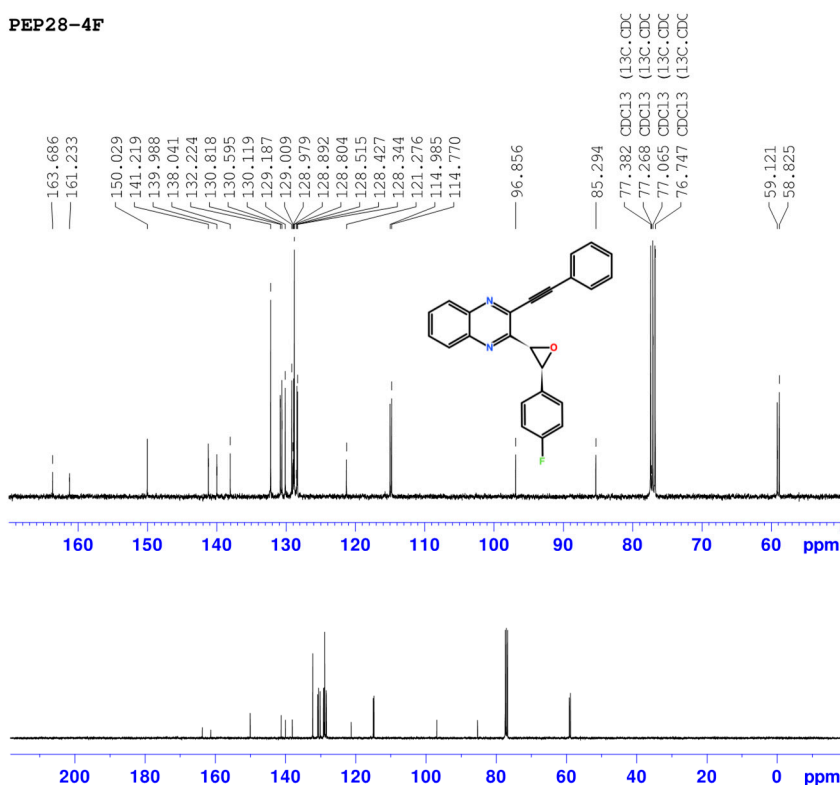 PEP28-4F
163.686
161.233
150.029
141.219
139.988
138.041
132.224
130.818
130.595
130.119
129.187
129.009
128.979
128.892
128.804
128.515
128.427
128.344
121.276
114.985
114.770
96.856
85.294
77.382 CDCl3 (13C.CDC
77.268 CDCl3 (13C.CDC
77.065 CDCl3 (13C.CDC
76.747 CDCl3 (13C.CDC
59.121
58.825
N
N
O
F
160 150 140 130 120 110 100 90 80 70 60 ppm
200 180 160 140 120 100 80 60 40 20 0 ppm